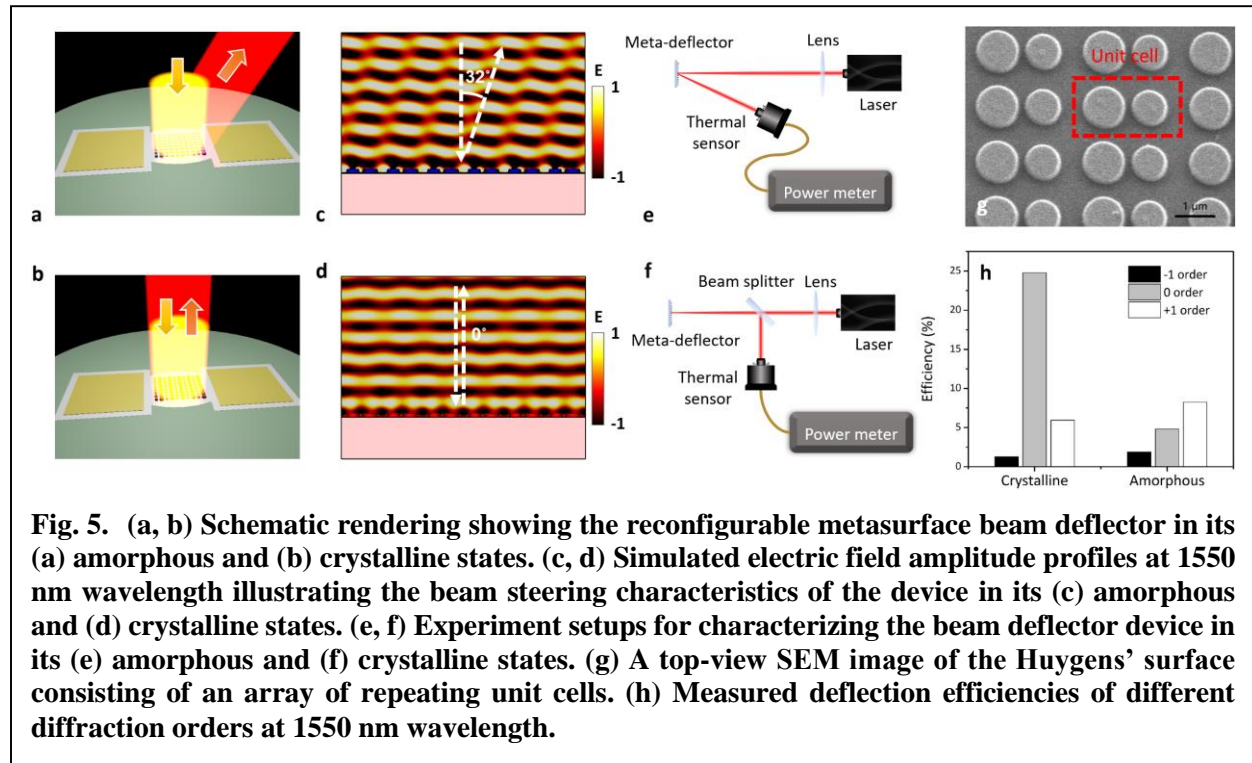 a
b
c
32°
E
1
-1
d
0°
E
1
-1
e
Meta-deflector
Lens
Laser
Thermal
sensor
Power meter
f
Beam splitter
Lens
Meta-deflector
Laser
Thermal
sensor
Power meter
Unit cell
g
1 μm
h
-1 order
0 order
+1 order
Efficiency (%)
25
20
15
10
5
0
Crystalline
Amorphous
Fig. 5. (a, b) Schematic rendering showing the reconfigurable metasurface beam deflector in its
(a) amorphous and (b) crystalline states. (c, d) Simulated electric field amplitude profiles at 1550
nm wavelength illustrating the beam steering characteristics of the device in its (c) amorphous
and (d) crystalline states. (e, f) Experiment setups for characterizing the beam deflector device in
its (e) amorphous and (f) crystalline states. (g) A top-view SEM image of the Huygens’ surface
consisting of an array of repeating unit cells. (h) Measured deflection efficiencies of different
diffraction orders at 1550 nm wavelength.